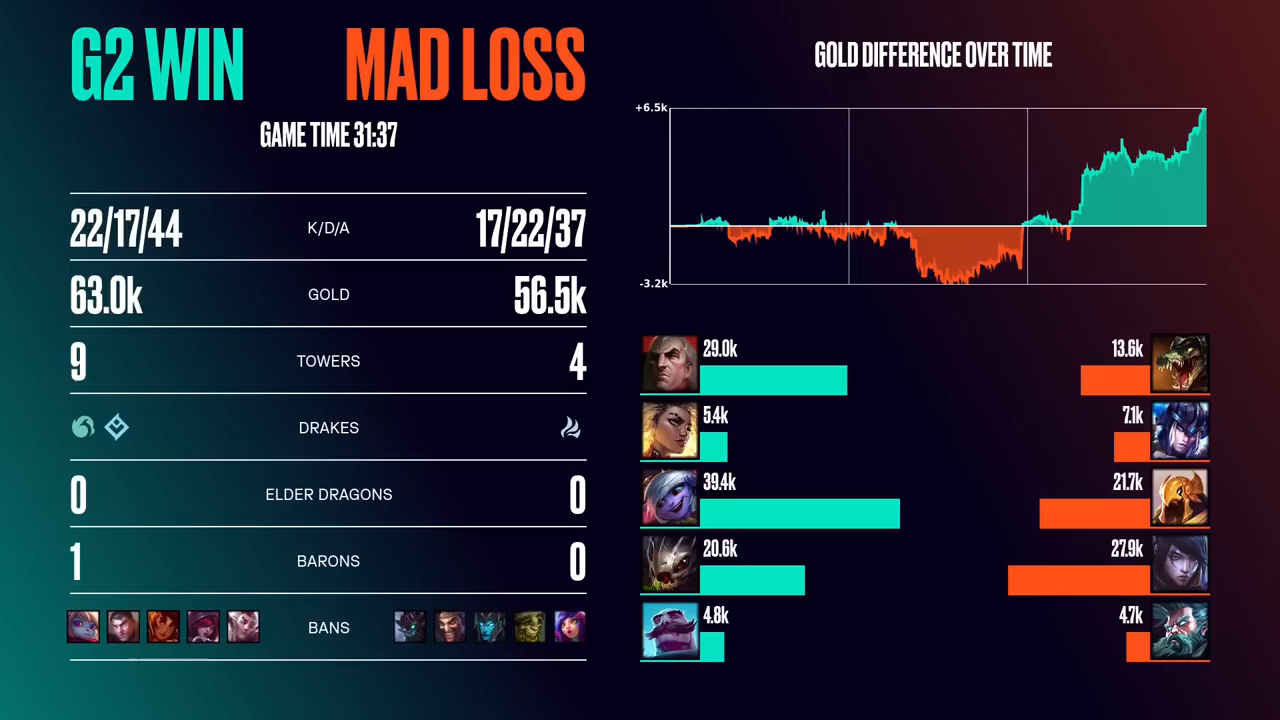 G2 WIN MAD LOSS
GAME TIME 31:37
22/17/44 K/D/A 17/22/37
63.0k GOLD 56.5k
9 TOWERS 4
DRAKES
0 ELDER DRAGONS 0
1 BARONS 0
BANS
GOLD DIFFERENCE OVER TIME
+6.5k
-3.2k
29.0k 13.6k
5.4k 7.1k
39.4k 21.7k
20.6k 27.9k
4.8k 4.7k